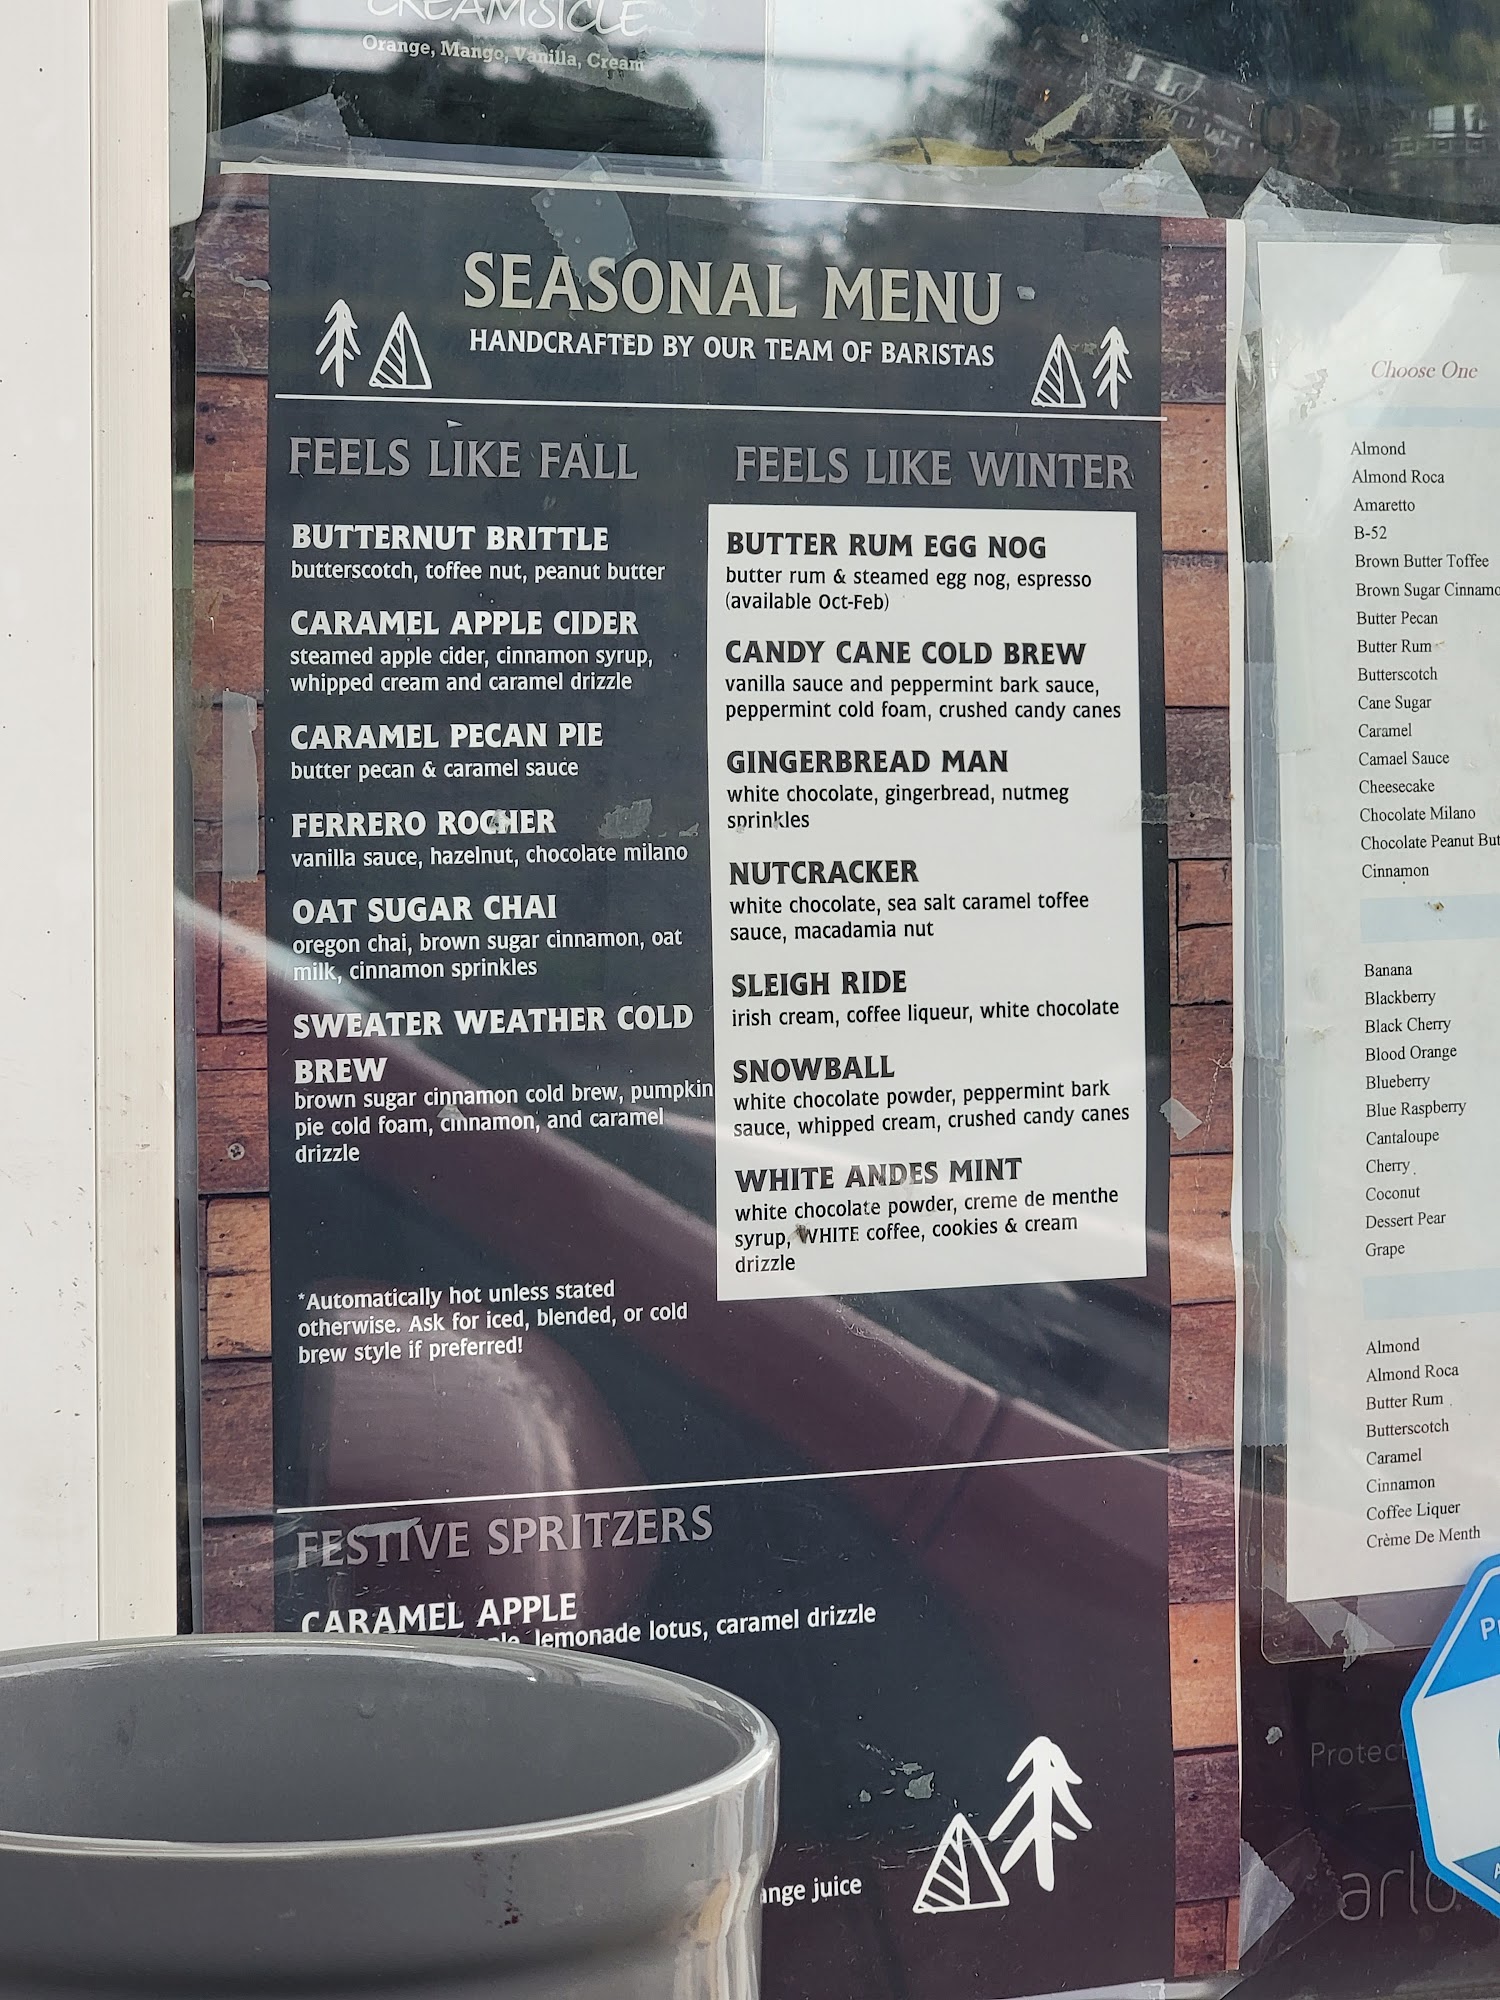 CREAMSICLE
Orange, Mango, Vanilla, Cream
SEASONAL MENU
HANDCRAFTED BY OUR TEAM OF BARISTAS
FEELS LIKE FALL
BUTTERNUT BRITTLE
butterscotch, toffee nut, peanut butter
CARAMEL APPLE CIDER
steamed apple cider, cinnamon syrup,
whipped cream and caramel drizzle
CARAMEL PECAN PIE
butter pecan & caramel sauce
FERRERO ROCHER
vanilla sauce, hazelnut, chocolate milano
OAT SUGAR CHAI
oregon chai, brown sugar cinnamon, oat
milk, cinnamon sprinkles
SWEATER WEATHER COLD
BREW
brown sugar cinnamon cold brew, pumpkin
pie cold foam, cinnamon, and caramel
drizzle
*Automatically hot unless stated
otherwise. Ask for iced, blended, or cold
brew style if preferred!
FEELS LIKE WINTER
BUTTER RUM EGG NOG
butter rum & steamed egg nog, espresso
(available Oct-Feb)
CANDY CANE COLD BREW
vanilla sauce and peppermint bark sauce,
peppermint cold foam, crushed candy canes
GINGERBREAD MAN
white chocolate, gingerbread, nutmeg
sprinkles
NUTCRACKER
white chocolate, sea salt caramel toffee
sauce, macadamia nut
SLEIGH RIDE
irish cream, coffee liqueur, white chocolate
SNOWBALL
white chocolate powder, peppermint bark
sauce, whipped cream, crushed candy canes
WHITE ANDES MINT
white chocolate powder, creme de menthe
syrup, WHITE coffee, cookies & cream
drizzle
FESTIVE SPRITZERS
CARAMEL APPLE
lemonade lotus, caramel drizzle
juice
Choose One
Almond
Almond Roca
Amaretto
B-52
Brown Butter Toffee
Brown Sugar Cinnamo
Butter Pecan
Butter Rum
Butterscotch
Cane Sugar
Caramel
Camael Sauce
Cheesecake
Chocolate Milano
Chocolate Peanut But
Cinnamon
Banana
Blackberry
Black Cherry
Blood Orange
Blueberry
Blue Raspberry
Cantaloupe
Cherry
Coconut
Dessert Pear
Grape
Almond
Almond Roca
Butter Rum
Butterscotch
Caramel
Cinnamon
Coffee Liquer
Crème De Menth
Protect
arlo